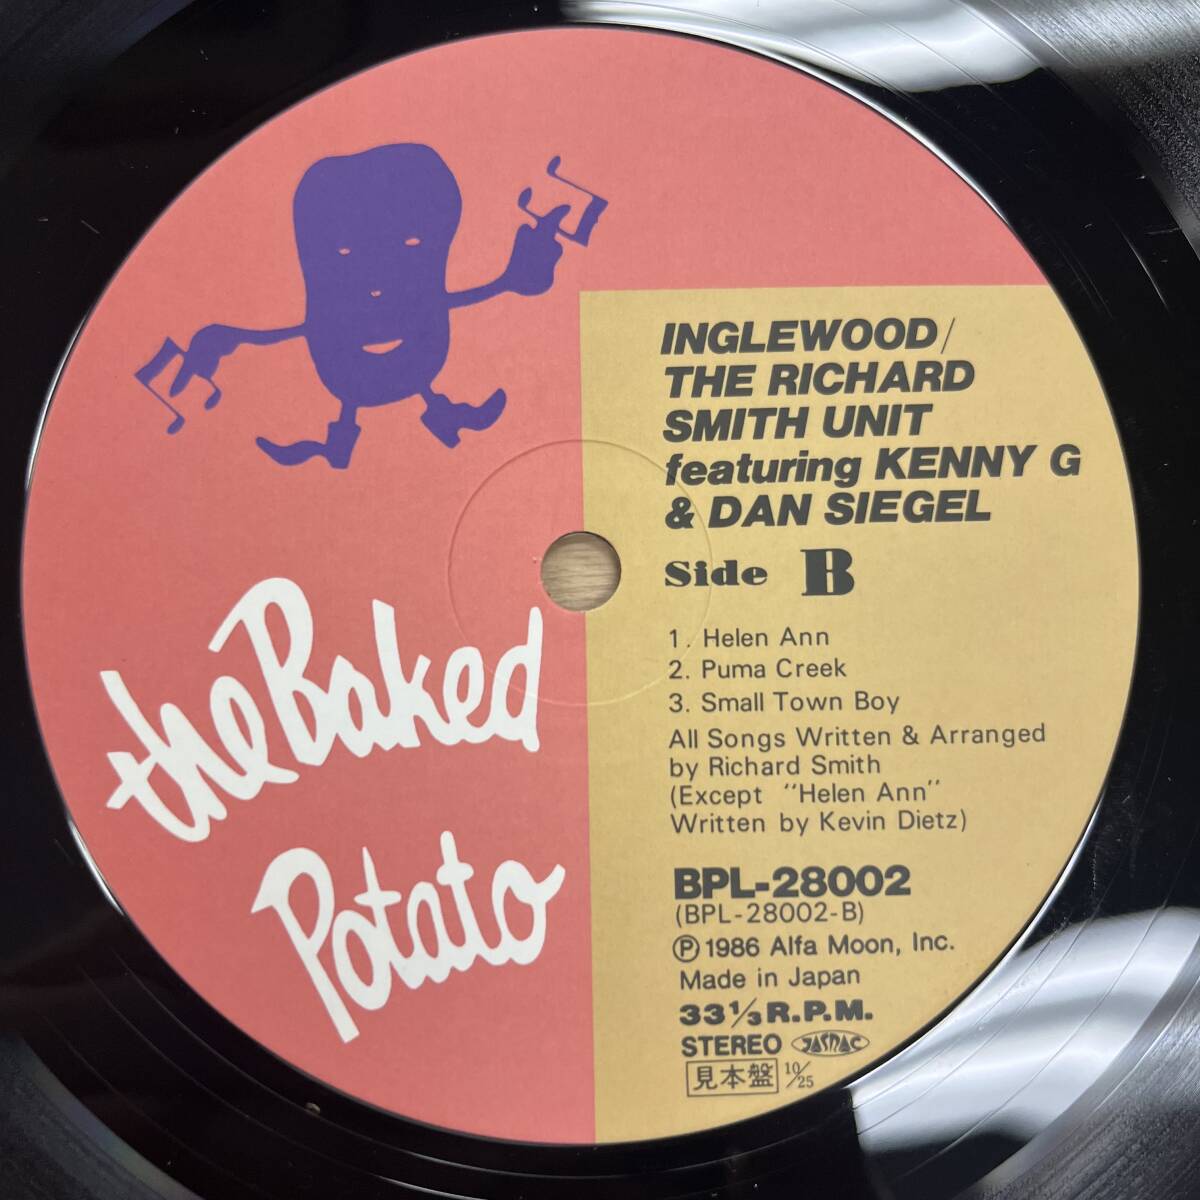 the Baked
Potato
INGLEWOOD/
THE RICHARD
SMITH UNIT
featuring KENNY G
& DAN SIEGEL
Side B
1. Helen Ann
2. Puma Creek
3. Small Town Boy
All Songs Written & Arranged
by Richard Smith
(Except "Helen Ann"
Written by Kevin Dietz)
BPL-28002
(BPL-28002-B)
Ⓟ 1986 Alfa Moon, Inc.
Made in Japan
33⅓ R.P.M.
STEREO JASRAC
見本盤 10/25